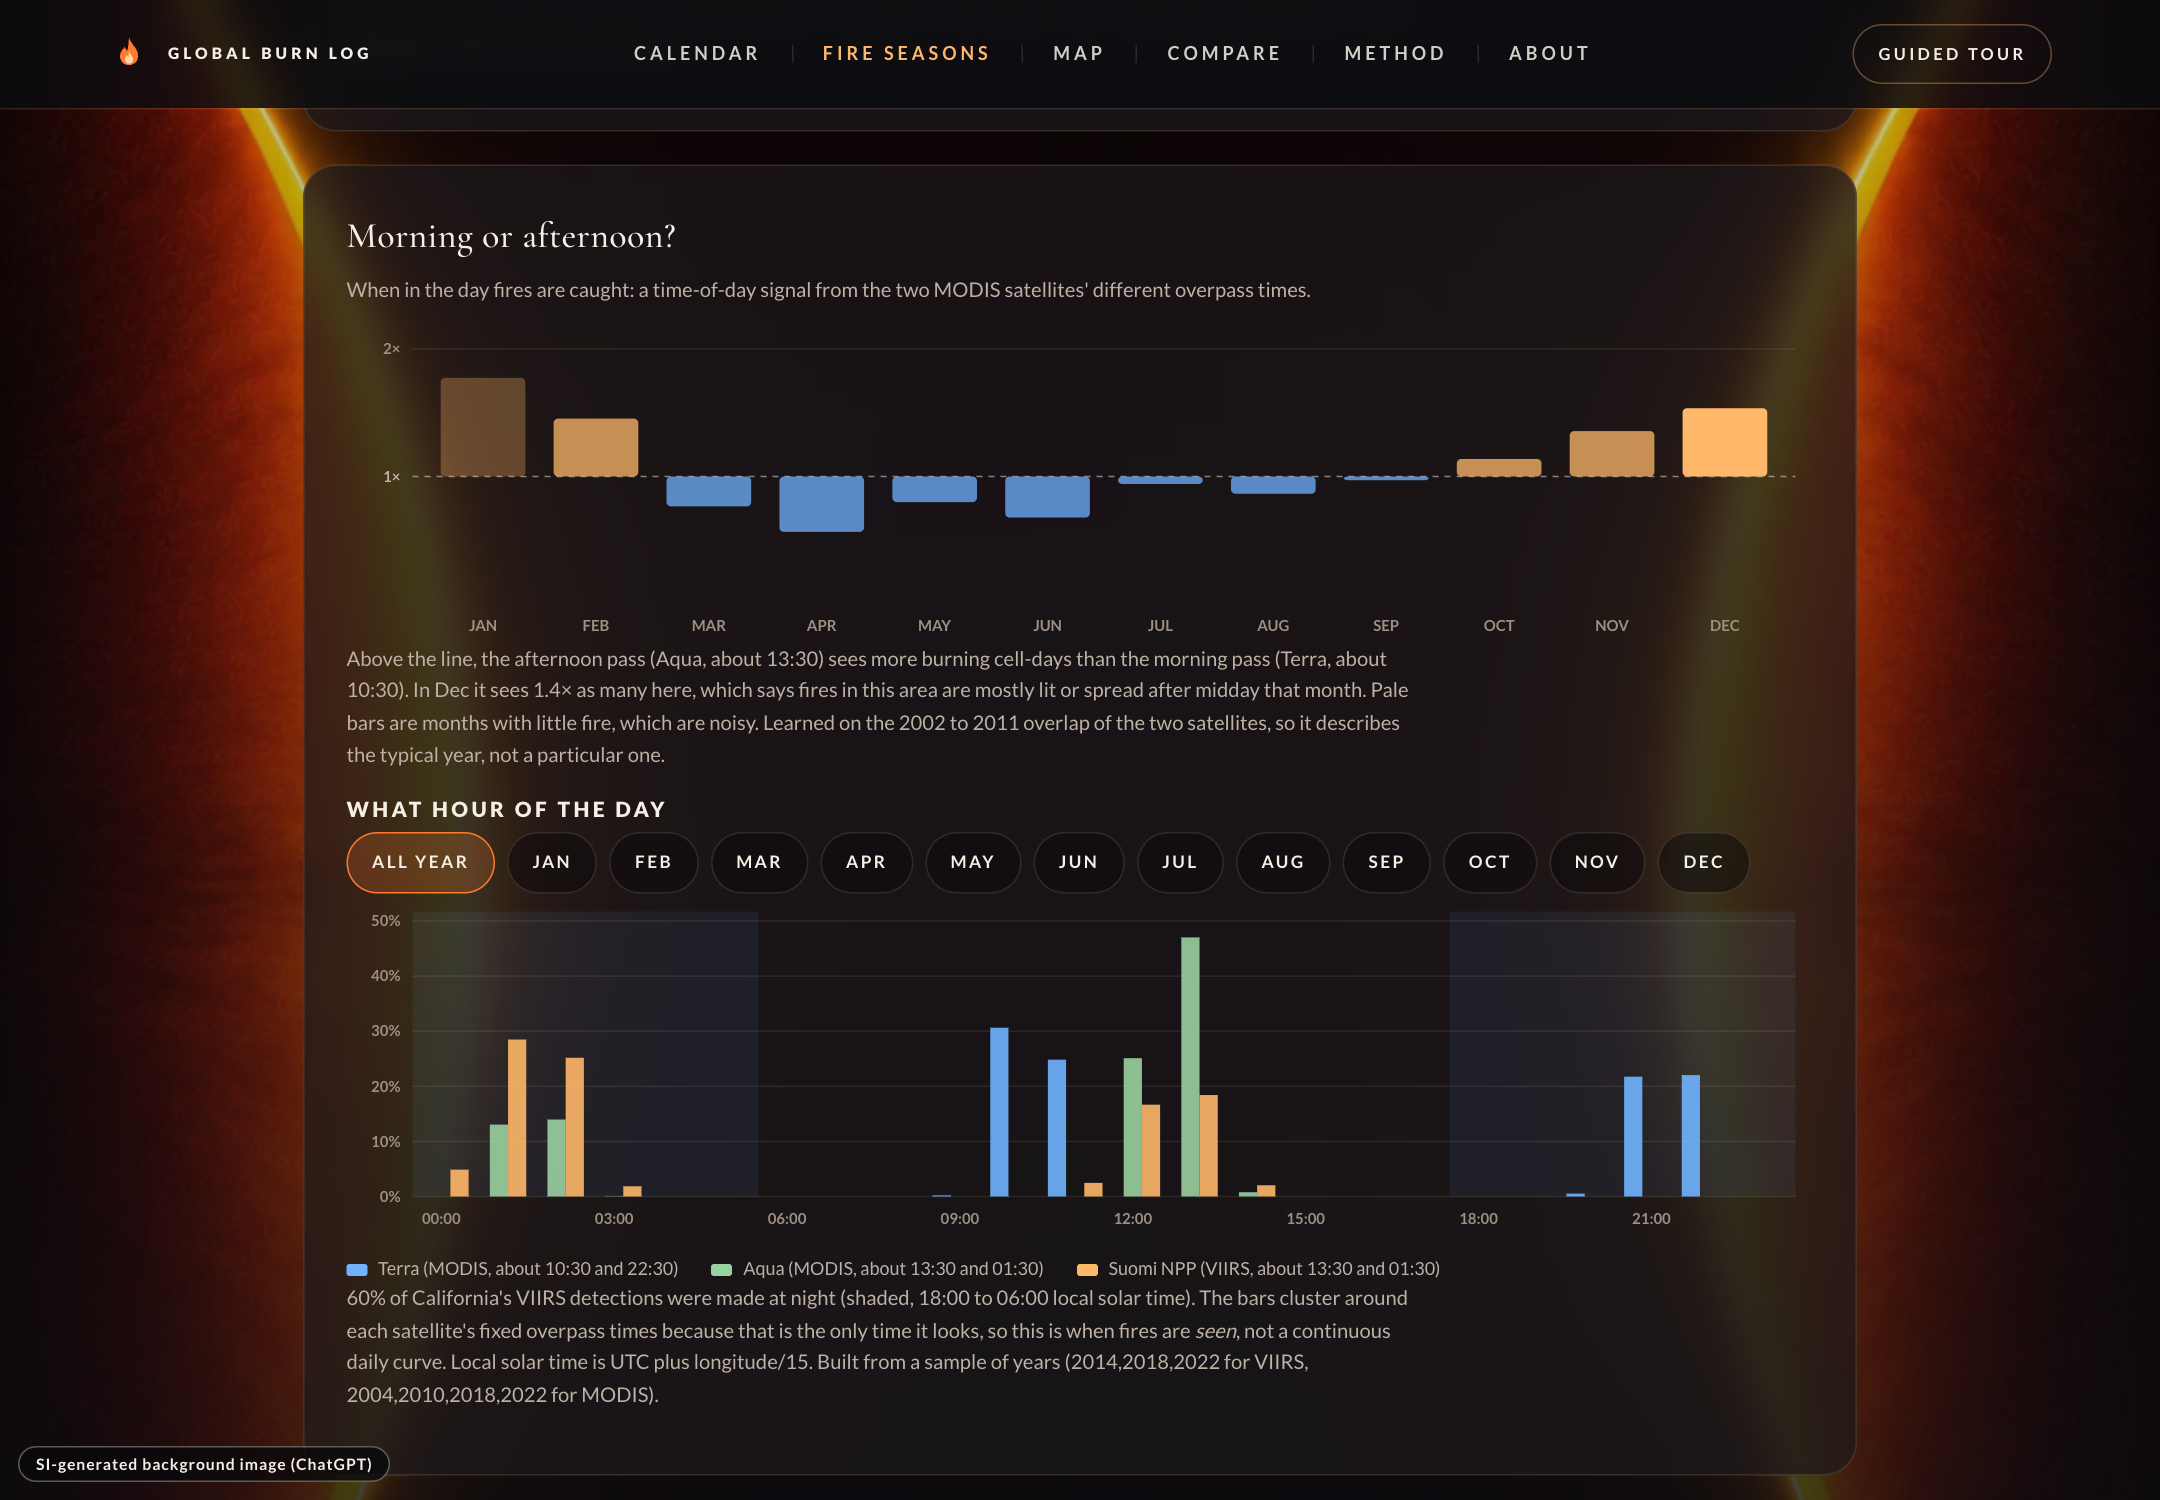 GLOBAL BURN LOG
CALENDAR
FIRE SEASONS
MAP
COMPARE
METHOD
ABOUT
GUIDED TOUR
Morning or afternoon?
When in the day fires are caught: a time-of-day signal from the two MODIS satellites' different overpass times.
2×
1×
JAN FEB MAR APR MAY JUN JUL AUG SEP OCT NOV DEC
Above the line, the afternoon pass (Aqua, about 13:30) sees more burning cell-days than the morning pass (Terra, about
10:30). In Dec it sees 1.4× as many here, which says fires in this area are mostly lit or spread after midday that month. Pale
bars are months with little fire, which are noisy. Learned on the 2002 to 2011 overlap of the two satellites, so it describes
the typical year, not a particular one.
WHAT HOUR OF THE DAY
ALL YEAR JAN FEB MAR APR MAY JUN JUL AUG SEP OCT NOV DEC
50%
40%
30%
20%
10%
0%
00:00 03:00 06:00 09:00 12:00 15:00 18:00 21:00
Terra (MODIS, about 10:30 and 22:30) Aqua (MODIS, about 13:30 and 01:30) Suomi NPP (VIIRS, about 13:30 and 01:30)
60% of California's VIIRS detections were made at night (shaded, 18:00 to 06:00 local solar time). The bars cluster around
each satellite's fixed overpass times because that is the only time it looks, so this is when fires are seen, not a continuous
daily curve. Local solar time is UTC plus longitude/15. Built from a sample of years (2014,2018,2022 for VIIRS,
2004,2010,2018,2022 for MODIS).
SI-generated background image (ChatGPT)